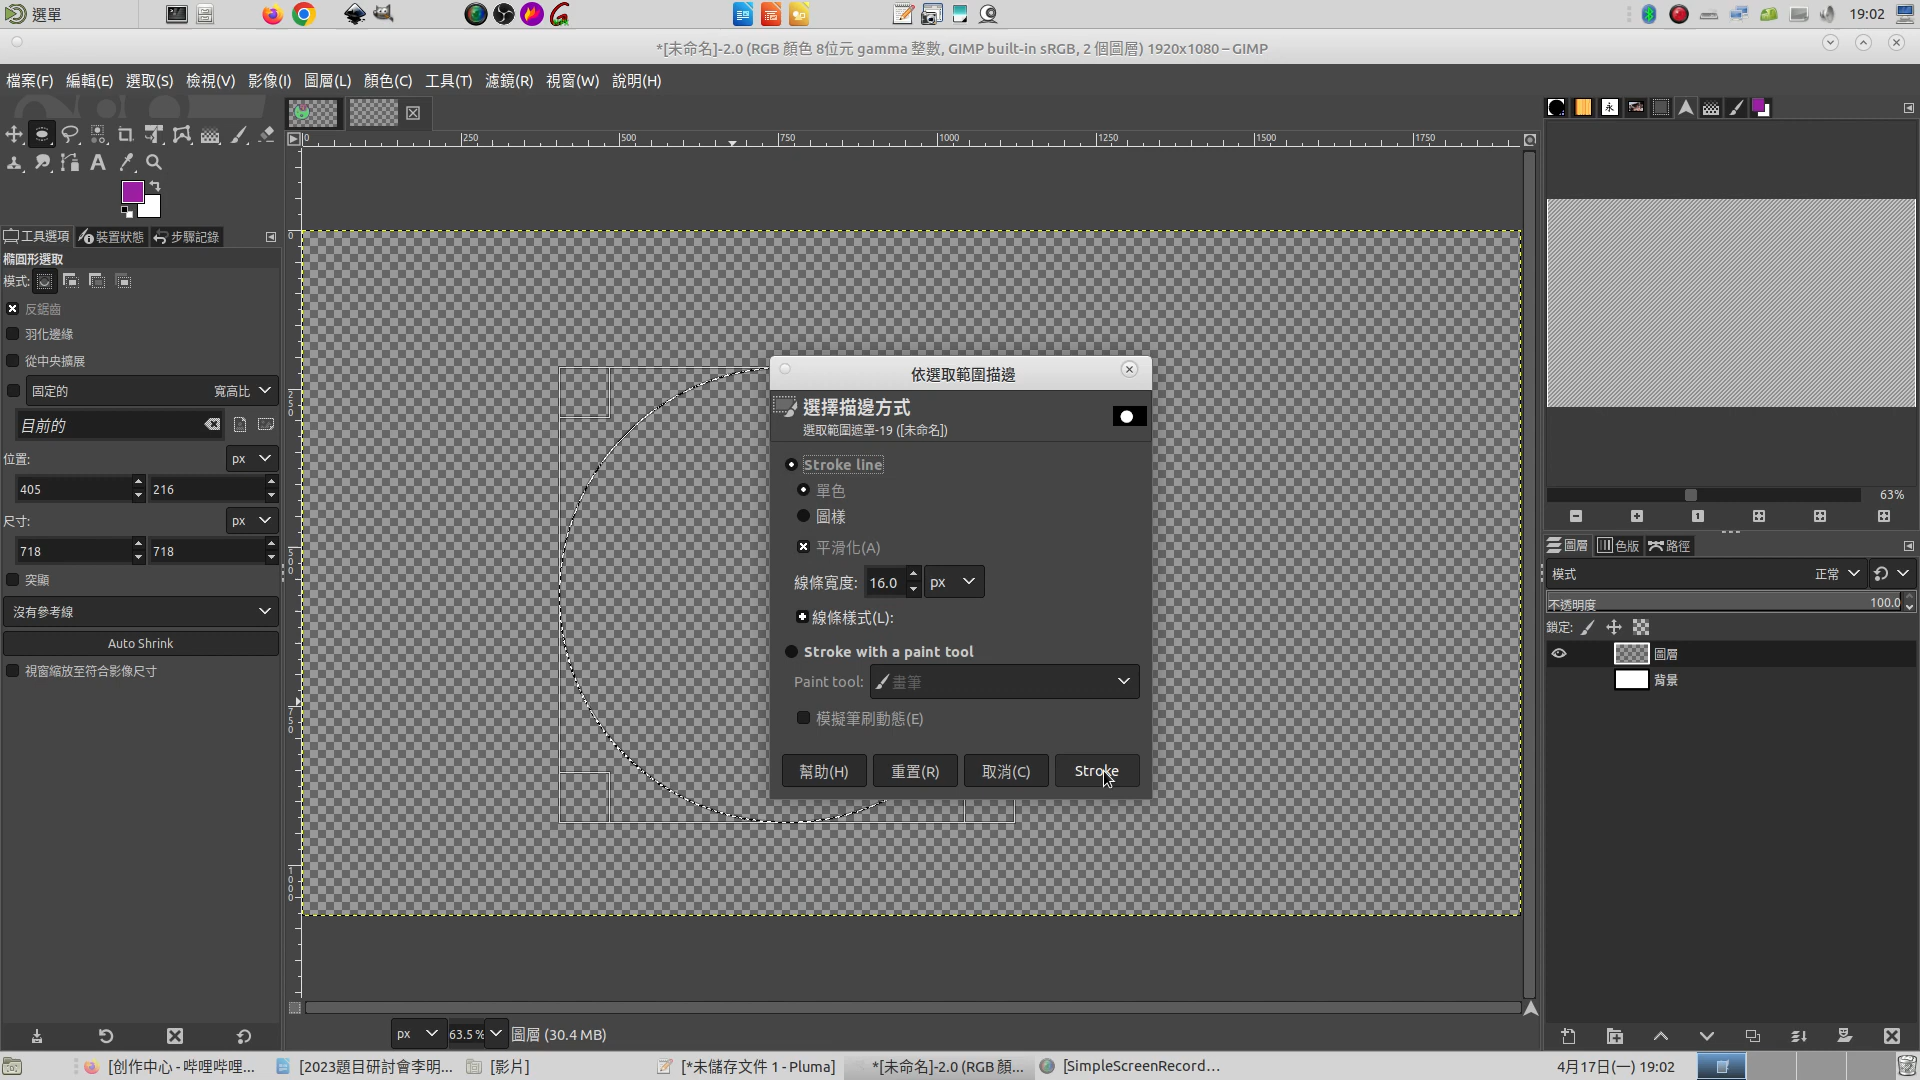 選單
19:02
*[未命名]-2.0 (RGB 顏色 8位元 gamma 整數, GIMP built-in sRGB, 2 個圖層) 1920x1080 – GIMP
檔案(F) 編輯(E) 選取(S) 檢視(V) 影像(I) 圖層(L) 顏色(C) 工具(T) 濾鏡(R) 視窗(W) 說明(H)
0 250 500 750 1000 1250 1500 1750
工具選項 裝置狀態 步驟記錄
橢圓形選取
模式:
反鋸齒
羽化邊緣
從中央擴展
固定的 寬高比
目前的
位置: px
405 216
尺寸: px
718 718
突顯
沒有參考線
Auto Shrink
視窗縮放至符合影像尺寸
0
250
500
750
1000
依選取範圍描邊
選擇描邊方式
選取範圍遮罩-19 ([未命名])
Stroke line
單色
圖樣
平滑化(A)
線條寬度: 16.0 px
線條樣式(L):
Stroke with a paint tool
Paint tool: 畫筆
模擬筆刷動態(E)
幫助(H) 重置(R) 取消(C) Stroke
63%
圖層 色版 路徑
模式 正常
不透明度 100.0
鎖定:
圖層
背景
px 63.5 % 圖層 (30.4 MB)
[创作中心 - 哔哩哔哩... [2023題目研討會李明... [影片] [*未儲存文件 1 - Pluma] *[未命名]-2.0 (RGB 顏... [SimpleScreenRecord... 4月17日(一) 19:02